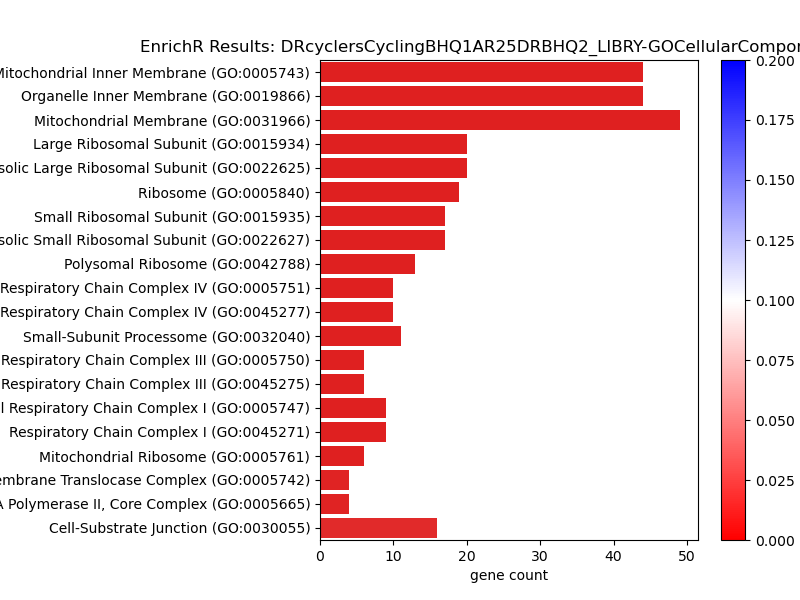 EnrichR Results: DRcyclersCyclingBHQ1AR25DRBHQ2_LIBRY-GOCellularCompor
Mitochondrial Inner Membrane (GO:0005743)
Organelle Inner Membrane (GO:0019866)
Mitochondrial Membrane (GO:0031966)
Large Ribosomal Subunit (GO:0015934)
solic Large Ribosomal Subunit (GO:0022625)
Ribosome (GO:0005840)
Small Ribosomal Subunit (GO:0015935)
solic Small Ribosomal Subunit (GO:0022627)
Polysomal Ribosome (GO:0042788)
Respiratory Chain Complex IV (GO:0005751)
Respiratory Chain Complex IV (GO:0045277)
Small-Subunit Processome (GO:0032040)
Respiratory Chain Complex III (GO:0005750)
Respiratory Chain Complex III (GO:0045275)
l Respiratory Chain Complex I (GO:0005747)
Respiratory Chain Complex I (GO:0045271)
Mitochondrial Ribosome (GO:0005761)
embrane Translocase Complex (GO:0005742)
A Polymerase II, Core Complex (GO:0005665)
Cell-Substrate Junction (GO:0030055)
0 10 20 30 40 50
gene count
0.200
0.175
0.150
0.125
0.100
0.075
0.050
0.025
0.000